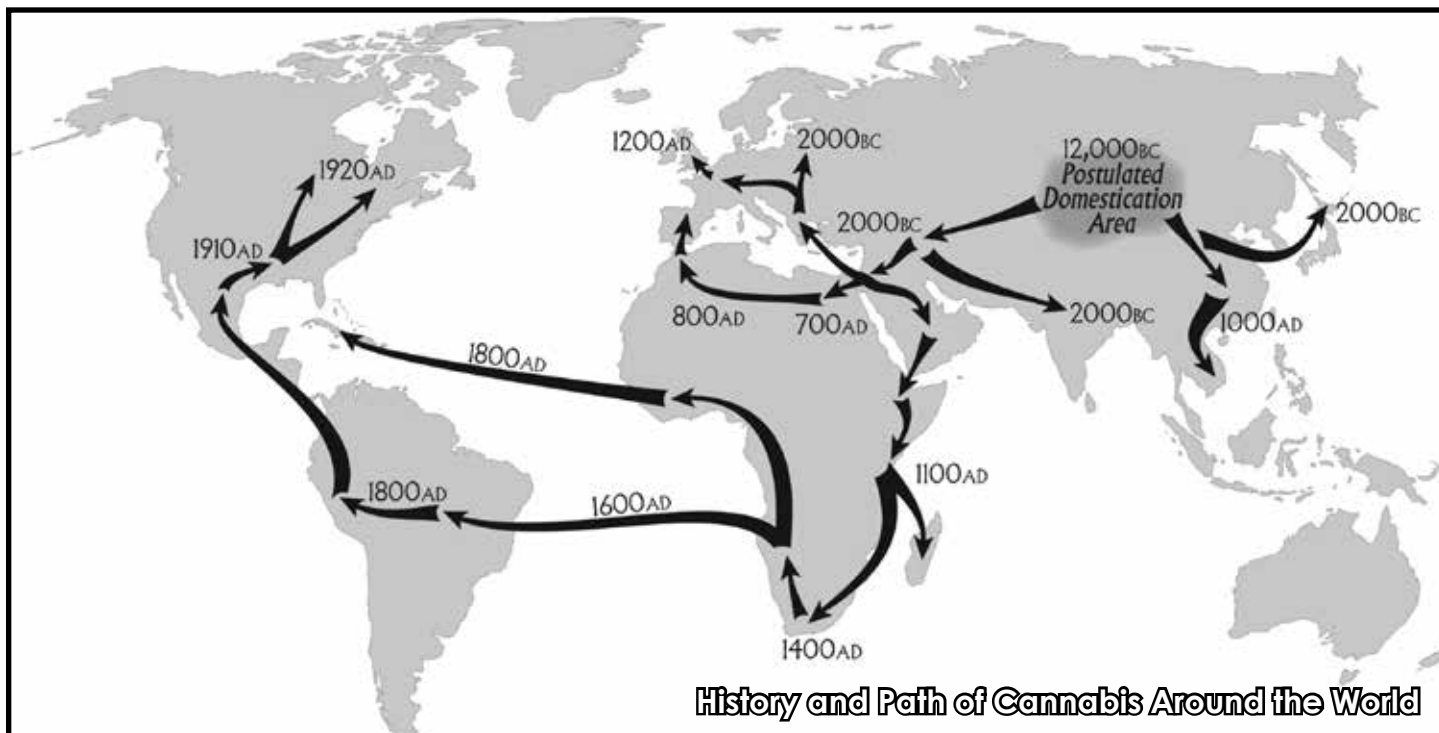 1200AD
2000BC
12,000BC
Postulated
Domestication
Area
1920AD
2000BC
2000BC
1910AD
800AD
700AD
2000BC
1000AD
1800AD
1100AD
1800AD
1600AD
1400AD
History and Path of Cannabis Around the World